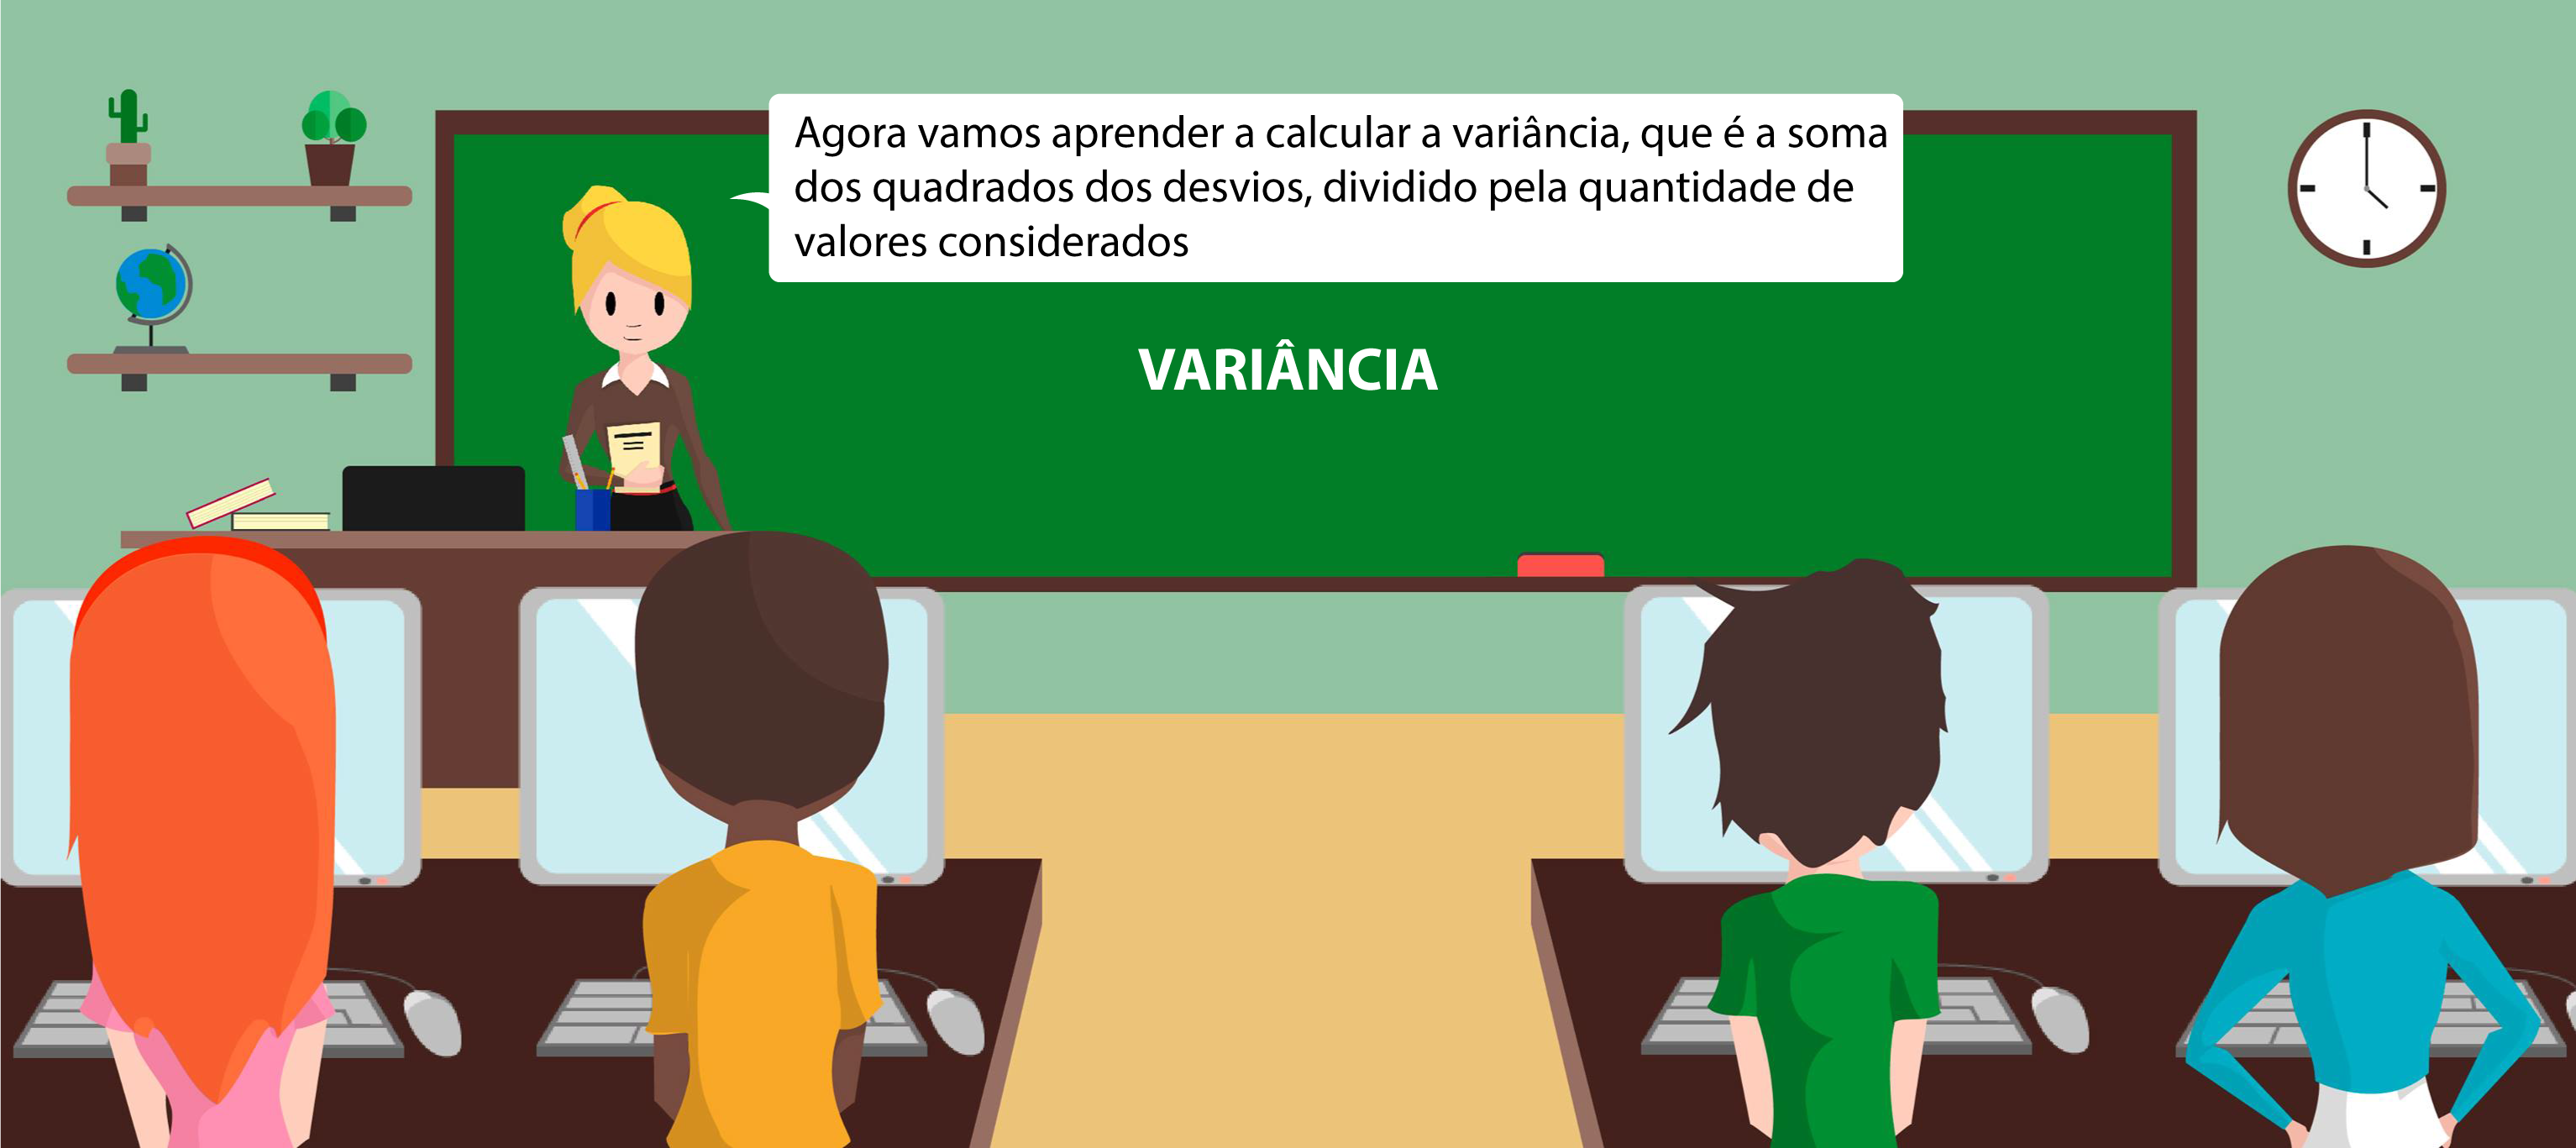 Agora vamos aprender a calcular a variância, que é a soma
dos quadrados dos desvios, dividido pela quantidade de
valores considerados
VARIÂNCIA